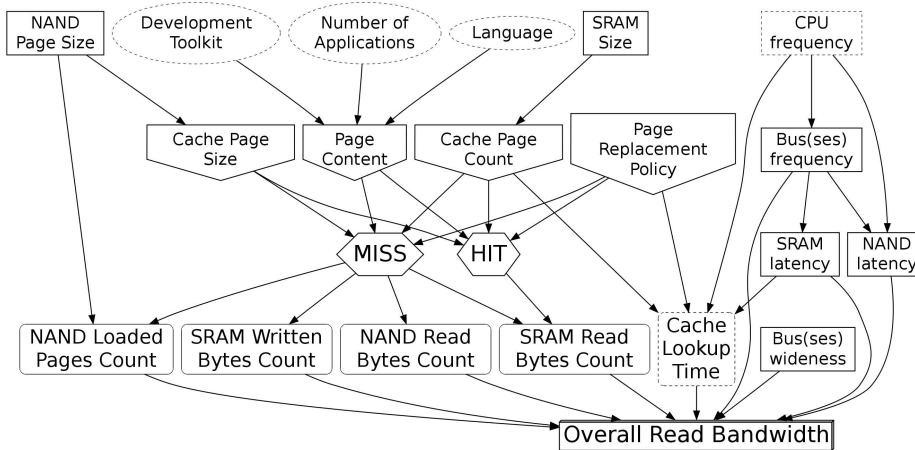 NAND
Page Size
Development
Toolkit
Number of
Applications
Language
SRAM
Size
CPU
frequency
Cache Page
Size
Page
Content
Cache Page
Count
Page
Replacement
Policy
Bus(ses)
frequency
MISS
HIT
SRAM
latency
NAND
latency
NAND Loaded
Pages Count
SRAM Written
Bytes Count
NAND Read
Bytes Count
SRAM Read
Bytes Count
Cache
Lookup
Time
Bus(ses)
wideness
Overall Read Bandwidth